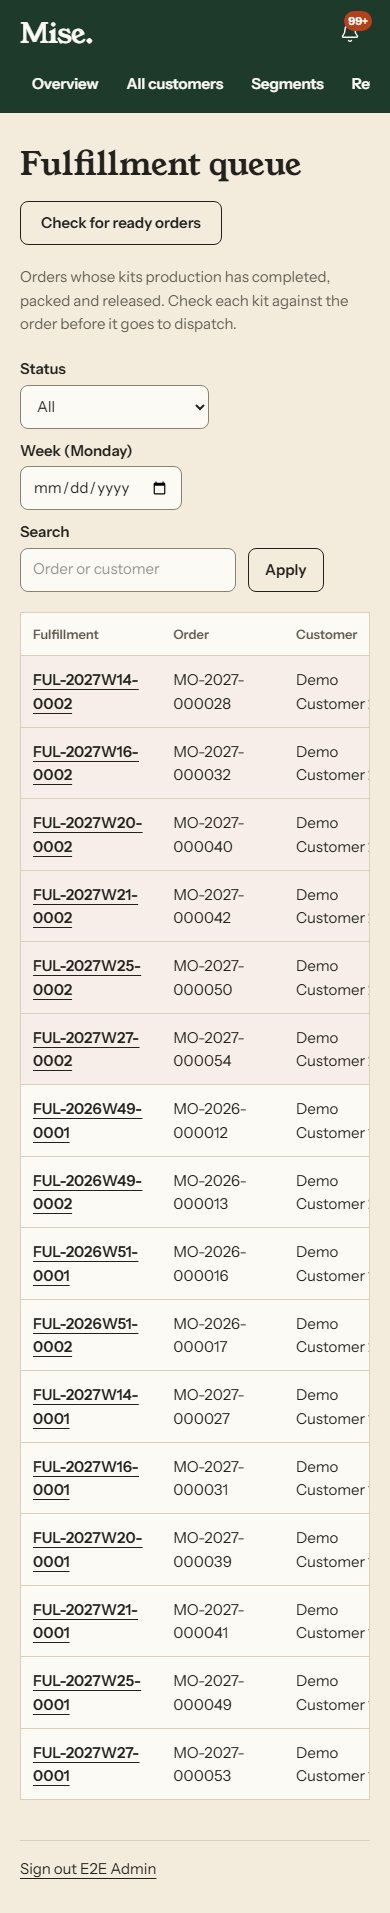 Mise.
99+
Overview All customers Segments
Fulfillment queue
Check for ready orders
Orders whose kits production has completed,
packed and released. Check each kit against the
order before it goes to dispatch.
Status
All
Week (Monday)
mm/dd/yyyy
Search
Order or customer Apply
Fulfillment Order Customer
FUL-2027W14- MO-2027- Demo
0002 000028 Customer
FUL-2027W16- MO-2027- Demo
0002 000032 Customer
FUL-2027W20- MO-2027- Demo
0002 000040 Customer
FUL-2027W21- MO-2027- Demo
0002 000042 Customer
FUL-2027W25- MO-2027- Demo
0002 000050 Customer
FUL-2027W27- MO-2027- Demo
0002 000054 Customer
FUL-2026W49- MO-2026- Demo
0001 000012 Customer
FUL-2026W49- MO-2026- Demo
0002 000013 Customer
FUL-2026W51- MO-2026- Demo
0001 000016 Customer
FUL-2026W51- MO-2026- Demo
0002 000017 Customer
FUL-2027W14- MO-2027- Demo
0001 000027 Customer
FUL-2027W16- MO-2027- Demo
0001 000031 Customer
FUL-2027W20- MO-2027- Demo
0001 000039 Customer
FUL-2027W21- MO-2027- Demo
0001 000041 Customer
FUL-2027W25- MO-2027- Demo
0001 000049 Customer
FUL-2027W27- MO-2027- Demo
0001 000053 Customer
Sign out E2E Admin